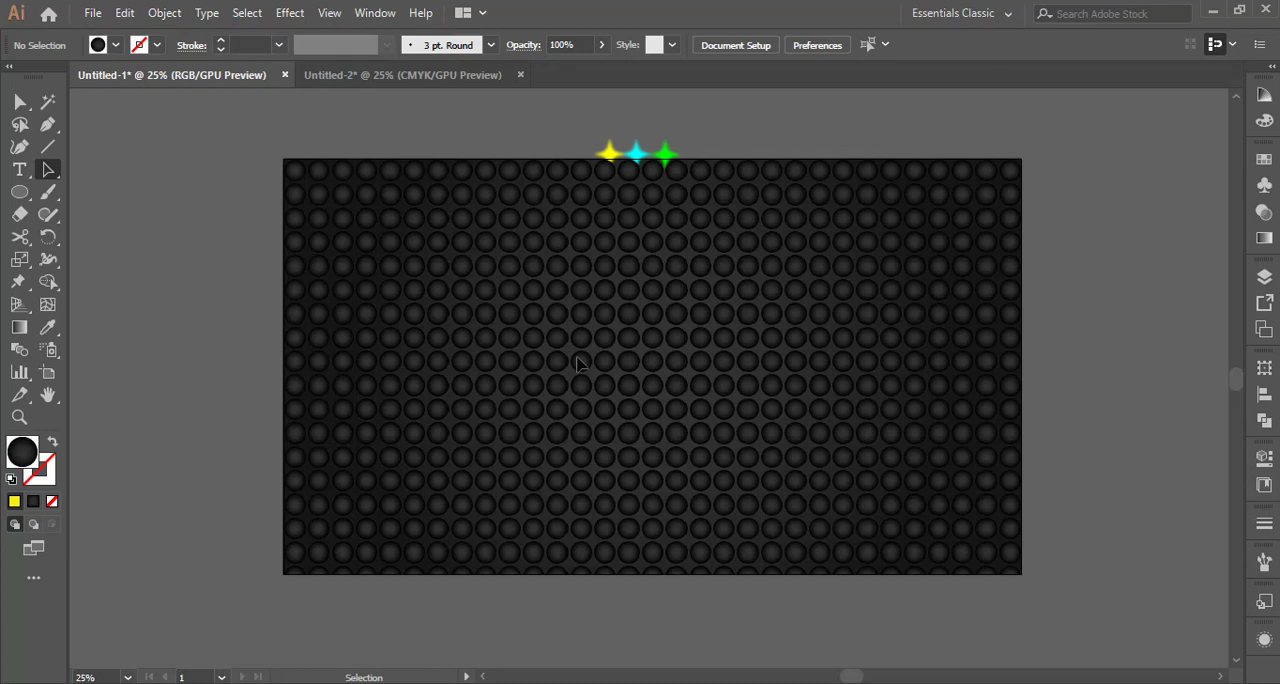 Ai File Edit Object Type Select Effect View Window Help Essentials Classic Search Adobe Stock
No Selection Stroke: 3 pt. Round Opacity: 100% Style: Document Setup Preferences
Untitled-1* @ 25% (RGB/GPU Preview) × Untitled-2* @ 25% (CMYK/GPU Preview) ×
T
25% 1 Selection